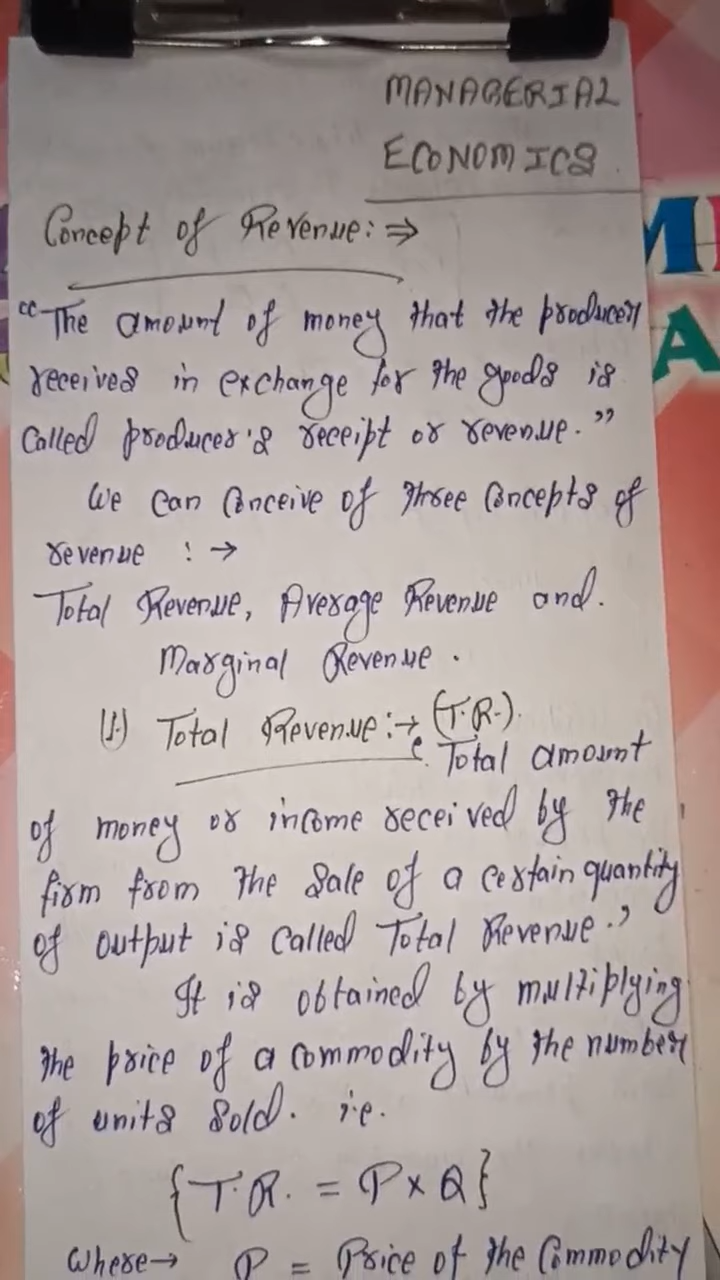 MANAGERIAL
ECONOMICS
Concept of Revenue:⇒
"The amount of money that the producer
received in exchange for the goods is
Called producer's receipt or revenue."
We can Conceive of three Concepts of
revenue :→
Total Revenue, Average Revenue and.
Marginal Revenue.
(1.) Total Revenue:→ (T.R.).
‘Total amount
of money or income received by the
firm from the Sale of a certain quantity
of output is Called Total Revenue.’
It is obtained by multiplying
the price of a Commodity by the number
of units Sold. i.e.
{T.R. = P×Q}
Where→ P = Price of the Commodity
MI
A